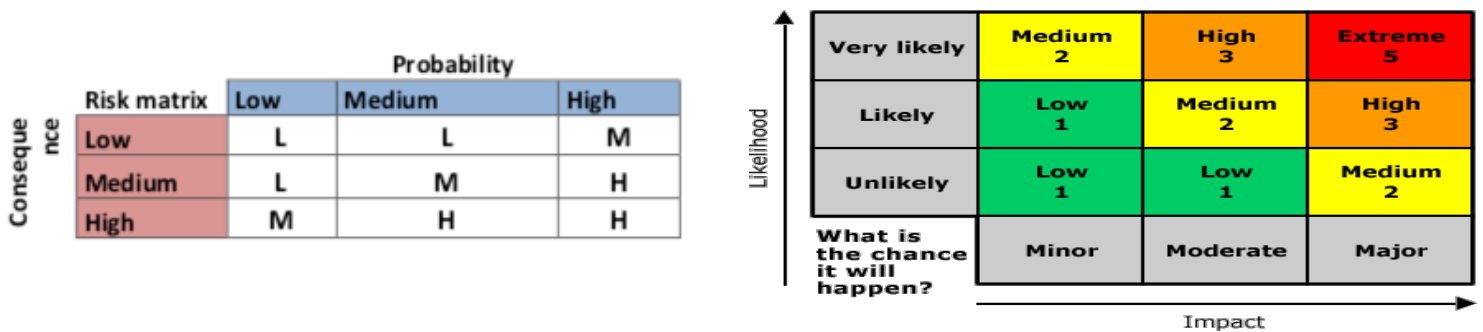 Probability
Risk matrix Low Medium High
Conseque
nce
Low L L M
Medium L M H
High M H H
Likelihood
Very likely Medium 2 High 3 Extreme 5
Likely Low 1 Medium 2 High 3
Unlikely Low 1 Low 1 Medium 2
What is
the chance
it will
happen?
Minor Moderate Major
Impact